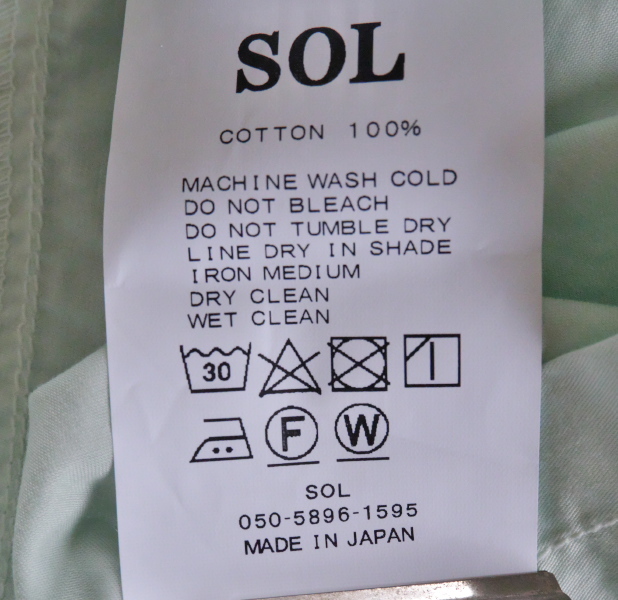 SOL
COTTON 100%
MACHINE WASH COLD
DO NOT BLEACH
DO NOT TUMBLE DRY
LINE DRY IN SHADE
IRON MEDIUM
DRY CLEAN
WET CLEAN
30
F W
SOL
050-5896-1595
MADE IN JAPAN